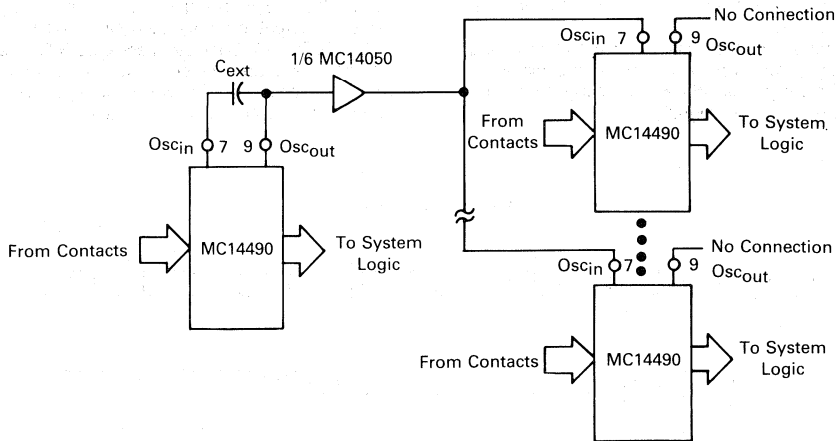 1/6 MC14050
Cext
Oscin 7
9 Oscout
From Contacts
MC14490
To System
Logic
No Connection
Oscin 7
9 Oscout
From
Contacts
MC14490
To System
Logic
No Connection
Oscin 7
9 Oscout
From Contacts
MC14490
To System
Logic